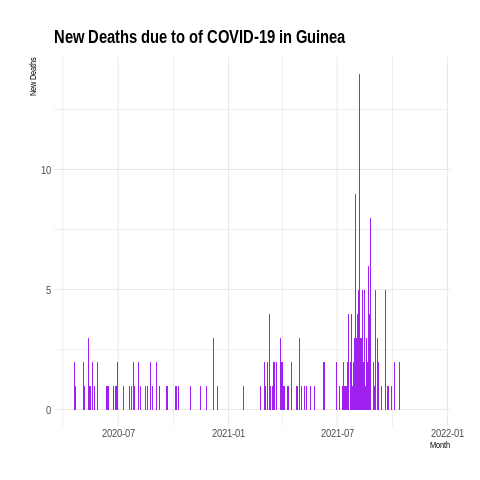 New Deaths due to of COVID-19 in Guinea
New Deaths
10
5
0
2020-07 2021-01 2021-07 2022-01
Month